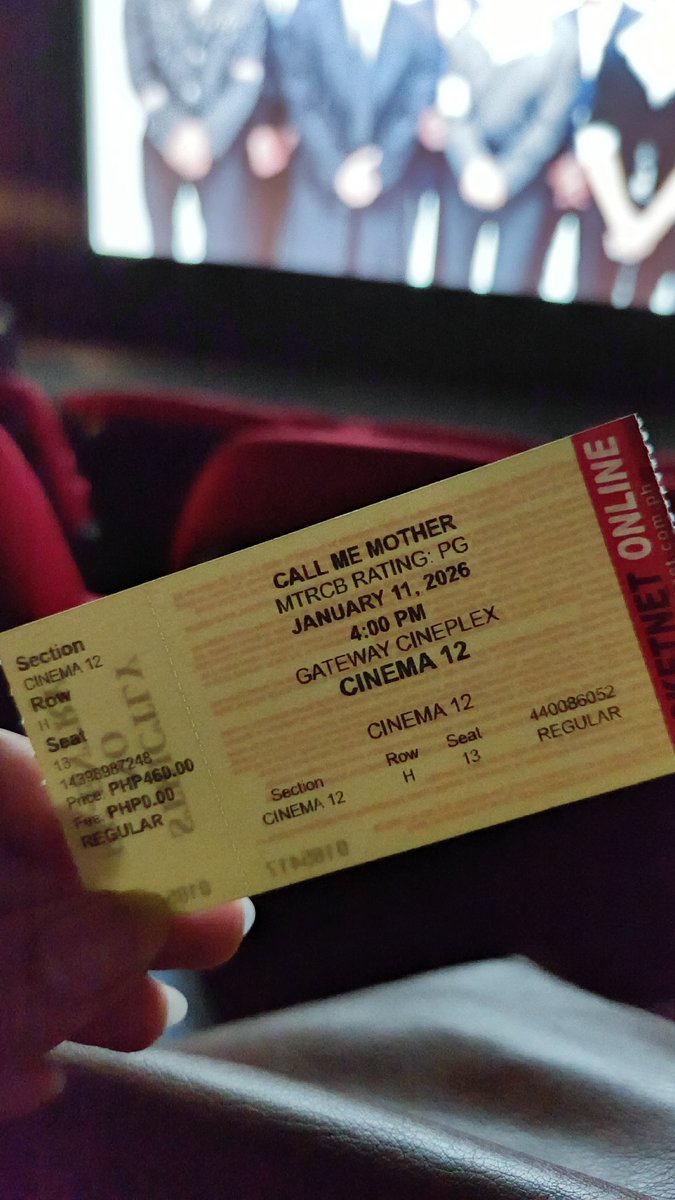 CALL ME MOTHER
MTRCB RATING: PG
JANUARY 11, 2026
4:00 PM
GATEWAY CINEPLEX
CINEMA 12
CINEMA 12
Section
CINEMA 12
Row
H
Seat
13
440086052
REGULAR
Section
CINEMA 12
Row
H
Seat
13
14398987248
Price: PHP460.00
Fee: PHP0.00
REGULAR
ONLINE